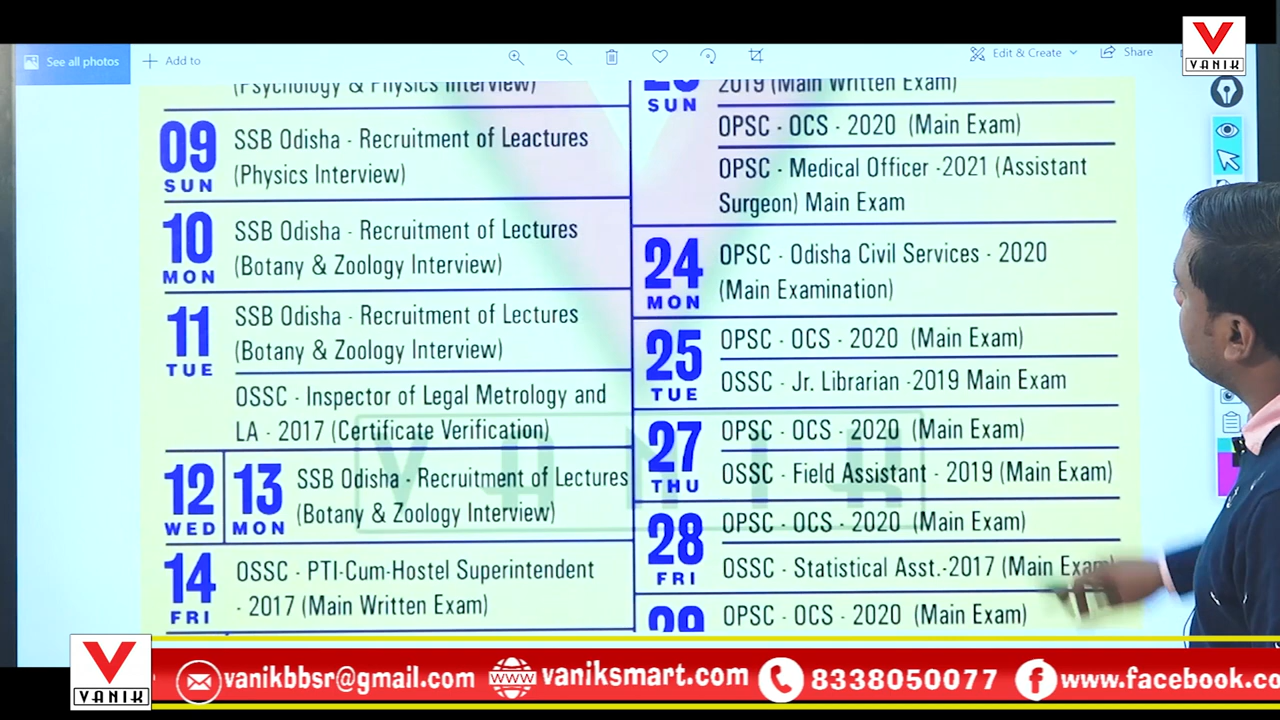 See all photos
Add to
Edit & Create
Share
VANIK
(Psychology & Physics Interview)
09
SUN
SSB Odisha - Recruitment of Leactures
(Physics Interview)
10
MON
SSB Odisha - Recruitment of Lectures
(Botany & Zoology Interview)
11
TUE
SSB Odisha - Recruitment of Lectures
(Botany & Zoology Interview)
OSSC - Inspector of Legal Metrology and
LA - 2017 (Certificate Verification)
12
WED
13
MON
SSB Odisha - Recruitment of Lectures
(Botany & Zoology Interview)
14
FRI
OSSC - PTI-Cum-Hostel Superintendent
- 2017 (Main Written Exam)
SUN
2019 (Main Written Exam)
OPSC - OCS - 2020 (Main Exam)
OPSC - Medical Officer -2021 (Assistant
Surgeon) Main Exam
24
MON
OPSC - Odisha Civil Services - 2020
(Main Examination)
25
TUE
OPSC - OCS - 2020 (Main Exam)
OSSC - Jr. Librarian -2019 Main Exam
27
THU
OPSC - OCS - 2020 (Main Exam)
OSSC - Field Assistant - 2019 (Main Exam)
28
FRI
OPSC - OCS - 2020 (Main Exam)
OSSC - Statistical Asst.-2017 (Main Exam)
29
OPSC - OCS - 2020 (Main Exam)
VANIK
VANIK
vanikbbsr@gmail.com
www
vaniksmart.com
8338050077
www.facebook.co